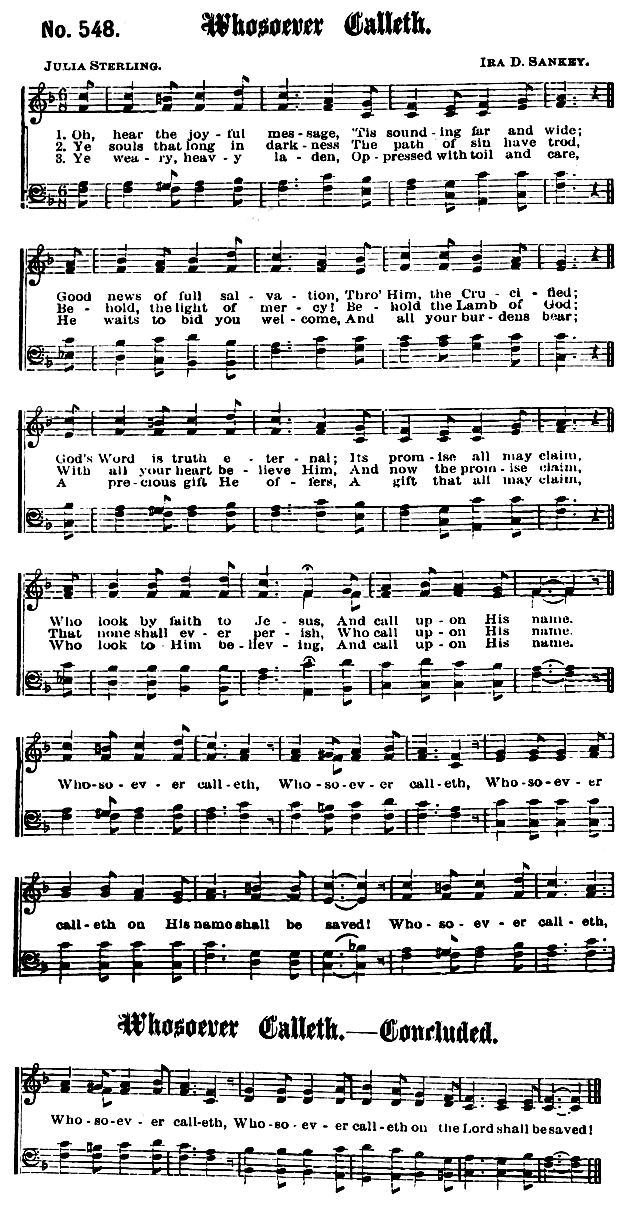 No. 548. Whosoever Calleth.
JULIA STERLING. IRA D. SANKEY.
1. Oh, hear the joy - ful mes - sage, 'Tis sound - ing far and wide;
2. Ye souls that long in dark - ness The path of sin have trod,
3. Ye wea - ry, heav - y la - den, Op - pressed with toil and care,
Good news of full sal - va - tion, Thro' Him, the Cru - ci - fied;
Be - hold, the light of mer - cy! Be - hold the Lamb of God:
He waits to bid you wel - come, And all your bur - dens bear;
God's Word is truth e - ter - nal; Its prom - ise all may claim,
With all your heart be - lieve Him, And now the prom - ise claim,
A pre - cious gift He of - fers, A gift that all may claim,
Who look by faith to Je - sus, And call up - on His name.
That none shall ev - er per - ish, Who call up - on His name.
Who look to Him be - liev - ing, And call up - on His name.
Who - so - ev - er call - eth, Who - so - ev - er call - eth, Who - so - ev - er
call - eth on His name shall be saved! Who - so - ev - er call - eth,
Whosoever Calleth.—Concluded.
Who - so - ev - er call - eth, Who - so - ev - er call - eth on the Lord shall be saved!